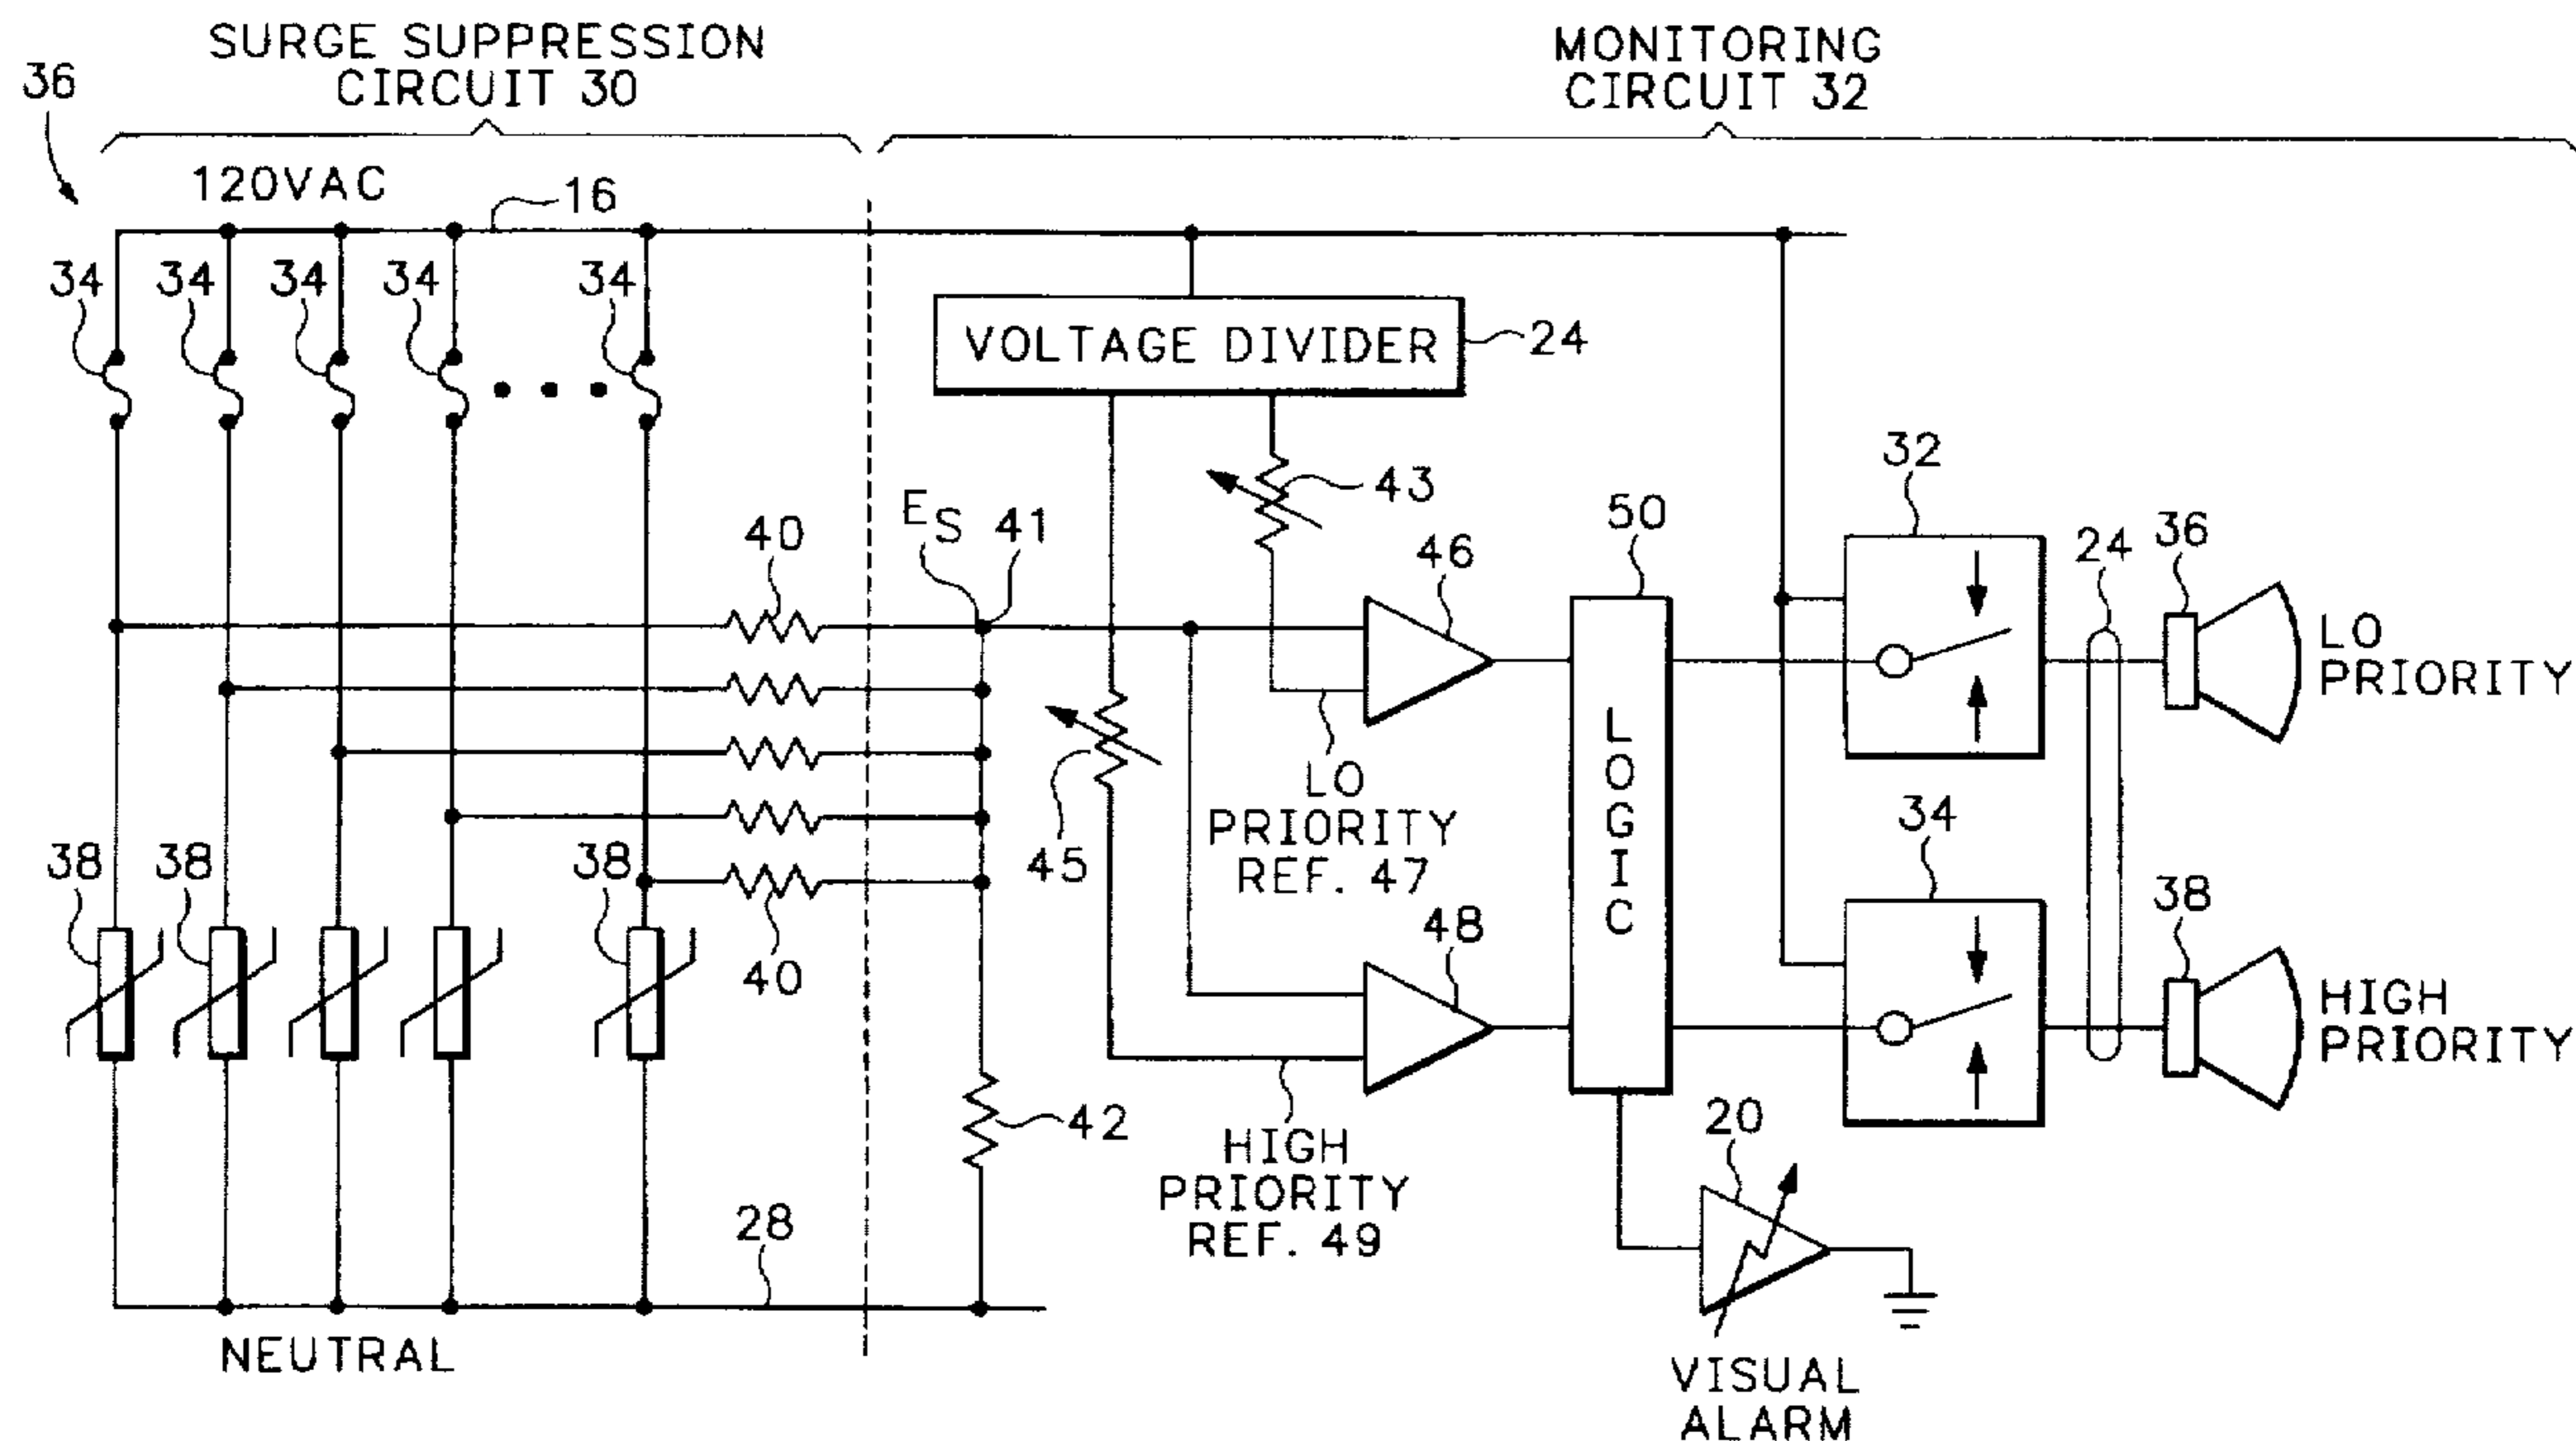 SURGE SUPPRESSION
CIRCUIT 30
MONITORING
CIRCUIT 32
36
120VAC
16
34
34
34
34
34
VOLTAGE DIVIDER
24
43
32
ES
41
40
46
50
24
36
LO
PRIORITY
LO
PRIORITY
REF. 47
45
LOGIC
34
38
38
38
40
48
38
HIGH
PRIORITY
42
HIGH
PRIORITY
REF. 49
20
28
NEUTRAL
VISUAL
ALARM